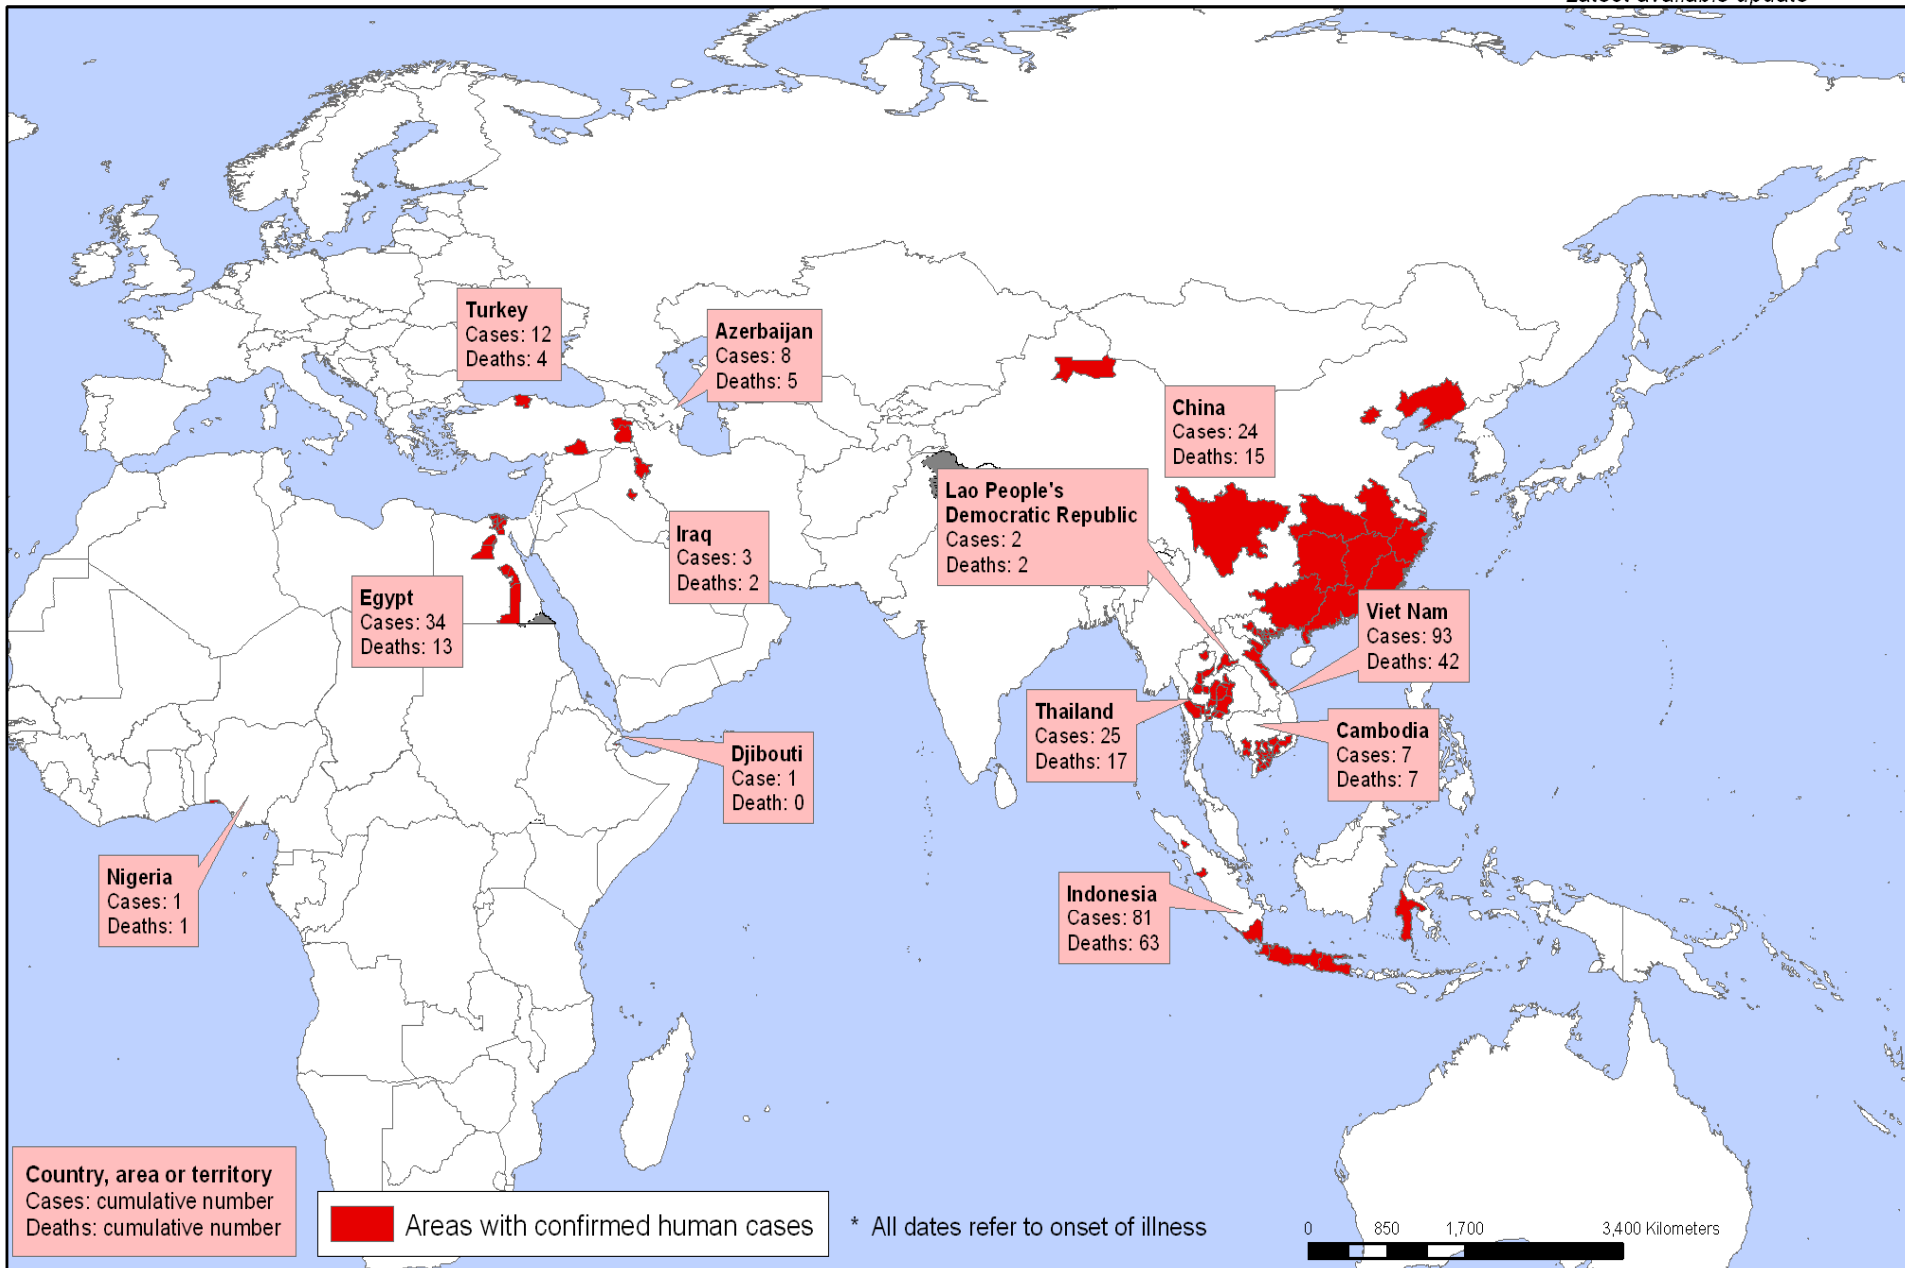 Latest available update
Turkey
Cases: 12
Deaths: 4
Azerbaijan
Cases: 8
Deaths: 5
China
Cases: 24
Deaths: 15
Lao People's
Democratic Republic
Cases: 2
Deaths: 2
Iraq
Cases: 3
Deaths: 2
Egypt
Cases: 34
Deaths: 13
Viet Nam
Cases: 93
Deaths: 42
Thailand
Cases: 25
Deaths: 17
Cambodia
Cases: 7
Deaths: 7
Djibouti
Case: 1
Death: 0
Nigeria
Cases: 1
Deaths: 1
Indonesia
Cases: 81
Deaths: 63
Country, area or territory
Cases: cumulative number
Deaths: cumulative number
Areas with confirmed human cases
* All dates refer to onset of illness
0 850 1,700 3,400 Kilometers